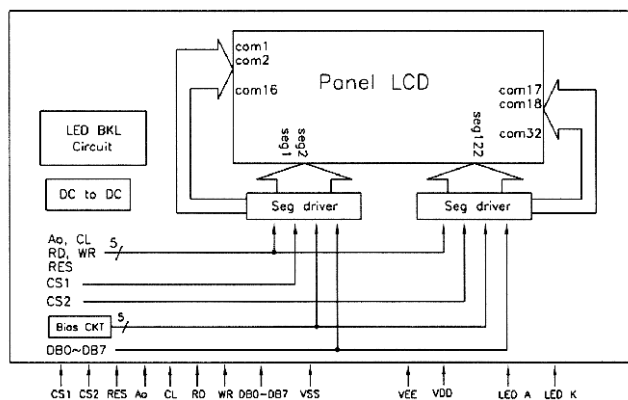 com1
com2
com16
Panel LCD
com17
com18
com32
seg1
seg2
seg122
LED BKL
Circuit
DC to DC
Seg driver
Seg driver
Ao, CL
RD, WR
RES
5
CS1
CS2
Bias CKT
5
DB0~DB7
CS1 CS2 RES Ao CL RD WR DB0-DB7 VSS VEE VDD LED A LED K